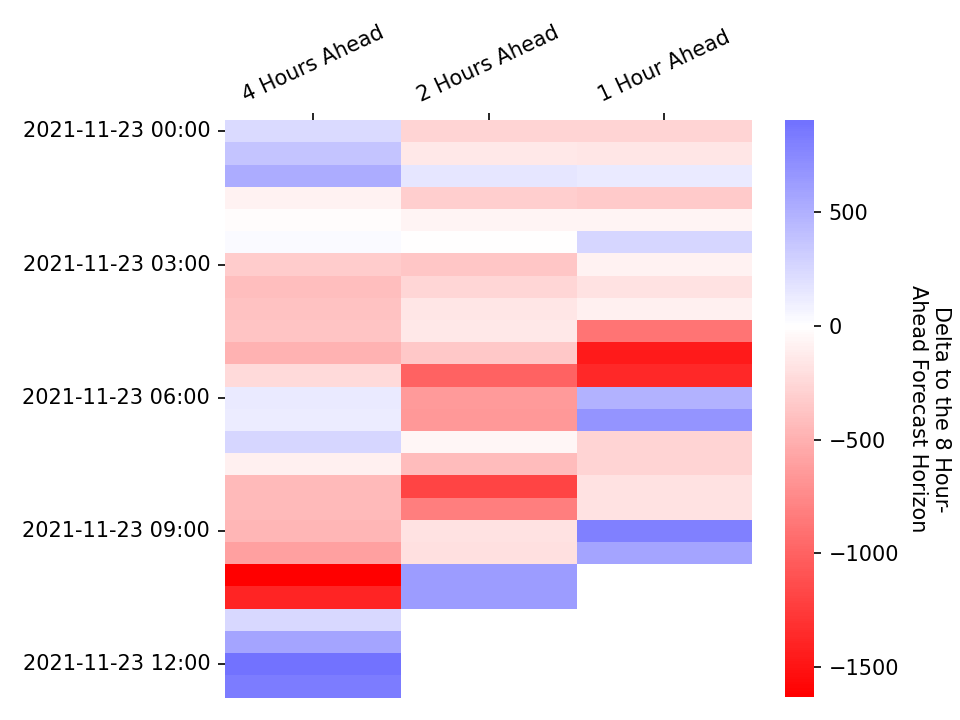 4 Hours Ahead
2 Hours Ahead
1 Hour Ahead
2021-11-23 00:00
2021-11-23 03:00
2021-11-23 06:00
2021-11-23 09:00
2021-11-23 12:00
500
0
−500
−1000
−1500
Delta to the 8 Hour-
Ahead Forecast Horizon